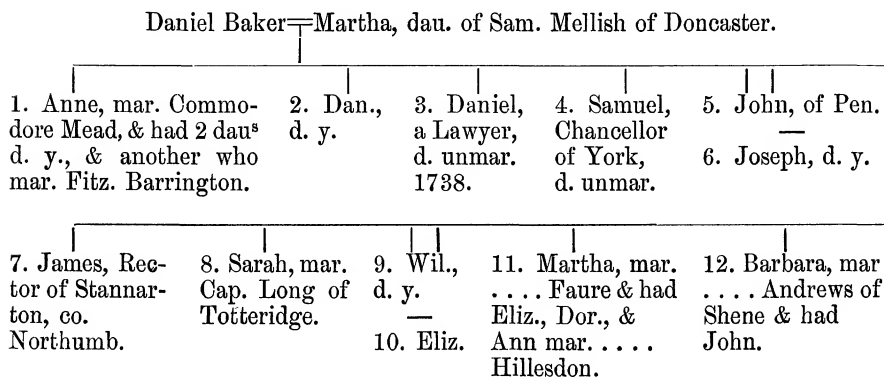 Daniel Baker=Martha, dau. of Sam. Mellish of Doncaster.
1. Anne, mar. Commo-
dore Mead, & had 2 dauˢ
d. y., & another who
mar. Fitz. Barrington.
2. Dan.,
d. y.
3. Daniel,
a Lawyer,
d. unmar.
1738.
4. Samuel,
Chancellor
of York,
d. unmar.
5. John, of Pen.
—
6. Joseph, d. y.
7. James, Rec-
tor of Stannar-
ton, co.
Northumb.
8. Sarah, mar.
Cap. Long of
Totteridge.
9. Wil.,
d. y.
—
10. Eliz.
11. Martha, mar.
. . . . Faure & had
Eliz., Dor., &
Ann mar. . . . .
Hillesdon.
12. Barbara, mar
. . . . Andrews of
Shene & had
John.